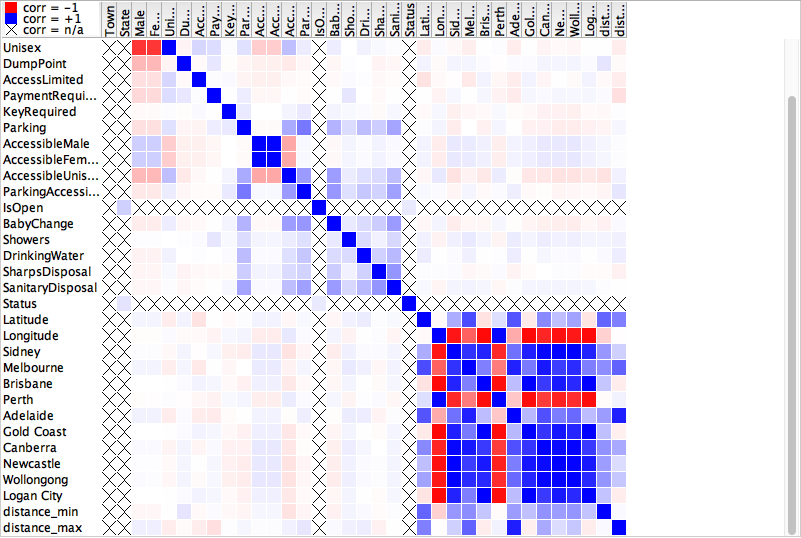 corr = -1
corr = +1
corr = n/a
Town
State
Male
Fe...
Uni...
Du...
Acc...
Pay...
Key...
Par...
Acc...
Acc...
Acc...
Par...
IsO...
Bab...
Sho...
Dri...
Sha...
Sani...
Status
Lati...
Lon...
Sid...
Mel...
Bris...
Perth
Ade...
Gol...
Can...
Ne...
Woll...
Log...
dist...
dist...
Unisex
DumpPoint
AccessLimited
PaymentRequi...
KeyRequired
Parking
AccessibleMale
AccessibleFem...
AccessibleUnis...
ParkingAccessi...
IsOpen
BabyChange
Showers
DrinkingWater
SharpsDisposal
SanitaryDisposal
Status
Latitude
Longitude
Sidney
Melbourne
Brisbane
Perth
Adelaide
Gold Coast
Canberra
Newcastle
Wollongong
Logan City
distance_min
distance_max